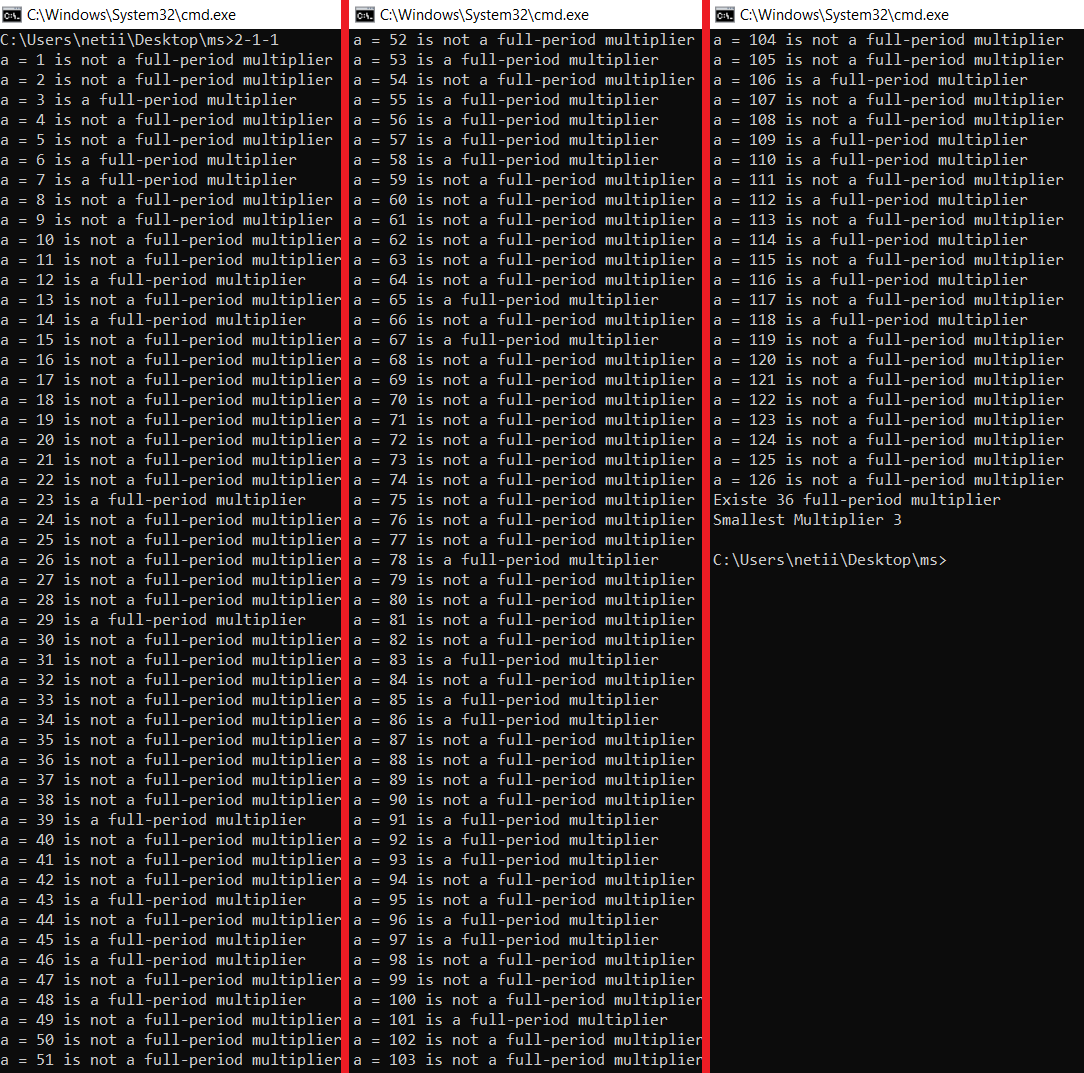 C:\Windows\System32\cmd.exe
C:\Users\netii\Desktop\ms>2-1-1
a = 1 is not a full-period multiplier
a = 2 is not a full-period multiplier
a = 3 is a full-period multiplier
a = 4 is not a full-period multiplier
a = 5 is not a full-period multiplier
a = 6 is a full-period multiplier
a = 7 is a full-period multiplier
a = 8 is not a full-period multiplier
a = 9 is not a full-period multiplier
a = 10 is not a full-period multiplier
a = 11 is not a full-period multiplier
a = 12 is a full-period multiplier
a = 13 is not a full-period multiplier
a = 14 is a full-period multiplier
a = 15 is not a full-period multiplier
a = 16 is not a full-period multiplier
a = 17 is not a full-period multiplier
a = 18 is not a full-period multiplier
a = 19 is not a full-period multiplier
a = 20 is not a full-period multiplier
a = 21 is not a full-period multiplier
a = 22 is not a full-period multiplier
a = 23 is a full-period multiplier
a = 24 is not a full-period multiplier
a = 25 is not a full-period multiplier
a = 26 is not a full-period multiplier
a = 27 is not a full-period multiplier
a = 28 is not a full-period multiplier
a = 29 is a full-period multiplier
a = 30 is not a full-period multiplier
a = 31 is not a full-period multiplier
a = 32 is not a full-period multiplier
a = 33 is not a full-period multiplier
a = 34 is not a full-period multiplier
a = 35 is not a full-period multiplier
a = 36 is not a full-period multiplier
a = 37 is not a full-period multiplier
a = 38 is not a full-period multiplier
a = 39 is a full-period multiplier
a = 40 is not a full-period multiplier
a = 41 is not a full-period multiplier
a = 42 is not a full-period multiplier
a = 43 is a full-period multiplier
a = 44 is not a full-period multiplier
a = 45 is a full-period multiplier
a = 46 is a full-period multiplier
a = 47 is not a full-period multiplier
a = 48 is a full-period multiplier
a = 49 is not a full-period multiplier
a = 50 is not a full-period multiplier
a = 51 is not a full-period multiplier
C:\Windows\System32\cmd.exe
a = 52 is not a full-period multiplier
a = 53 is a full-period multiplier
a = 54 is not a full-period multiplier
a = 55 is a full-period multiplier
a = 56 is a full-period multiplier
a = 57 is a full-period multiplier
a = 58 is a full-period multiplier
a = 59 is not a full-period multiplier
a = 60 is not a full-period multiplier
a = 61 is not a full-period multiplier
a = 62 is not a full-period multiplier
a = 63 is not a full-period multiplier
a = 64 is not a full-period multiplier
a = 65 is a full-period multiplier
a = 66 is not a full-period multiplier
a = 67 is a full-period multiplier
a = 68 is not a full-period multiplier
a = 69 is not a full-period multiplier
a = 70 is not a full-period multiplier
a = 71 is not a full-period multiplier
a = 72 is not a full-period multiplier
a = 73 is not a full-period multiplier
a = 74 is not a full-period multiplier
a = 75 is not a full-period multiplier
a = 76 is not a full-period multiplier
a = 77 is not a full-period multiplier
a = 78 is a full-period multiplier
a = 79 is not a full-period multiplier
a = 80 is not a full-period multiplier
a = 81 is not a full-period multiplier
a = 82 is not a full-period multiplier
a = 83 is a full-period multiplier
a = 84 is not a full-period multiplier
a = 85 is a full-period multiplier
a = 86 is a full-period multiplier
a = 87 is not a full-period multiplier
a = 88 is not a full-period multiplier
a = 89 is not a full-period multiplier
a = 90 is not a full-period multiplier
a = 91 is a full-period multiplier
a = 92 is a full-period multiplier
a = 93 is a full-period multiplier
a = 94 is not a full-period multiplier
a = 95 is not a full-period multiplier
a = 96 is a full-period multiplier
a = 97 is a full-period multiplier
a = 98 is not a full-period multiplier
a = 99 is not a full-period multiplier
a = 100 is not a full-period multiplier
a = 101 is a full-period multiplier
a = 102 is not a full-period multiplier
a = 103 is not a full-period multiplier
C:\Windows\System32\cmd.exe
a = 104 is not a full-period multiplier
a = 105 is not a full-period multiplier
a = 106 is a full-period multiplier
a = 107 is not a full-period multiplier
a = 108 is not a full-period multiplier
a = 109 is a full-period multiplier
a = 110 is a full-period multiplier
a = 111 is not a full-period multiplier
a = 112 is a full-period multiplier
a = 113 is not a full-period multiplier
a = 114 is a full-period multiplier
a = 115 is not a full-period multiplier
a = 116 is a full-period multiplier
a = 117 is not a full-period multiplier
a = 118 is a full-period multiplier
a = 119 is not a full-period multiplier
a = 120 is not a full-period multiplier
a = 121 is not a full-period multiplier
a = 122 is not a full-period multiplier
a = 123 is not a full-period multiplier
a = 124 is not a full-period multiplier
a = 125 is not a full-period multiplier
a = 126 is not a full-period multiplier
Existe 36 full-period multiplier
Smallest Multiplier 3
C:\Users\netii\Desktop\ms>